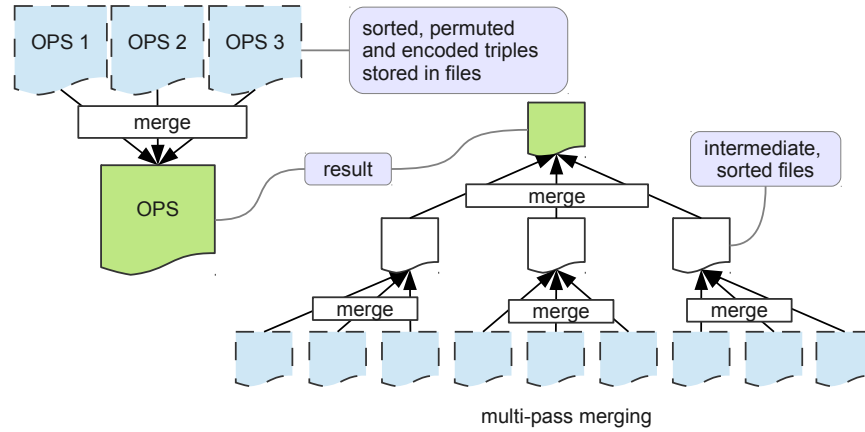 OPS 1
OPS 2
OPS 3
sorted, permuted
and encoded triples
stored in files
merge
OPS
result
intermediate,
sorted files
merge
merge
merge
merge
multi-pass merging